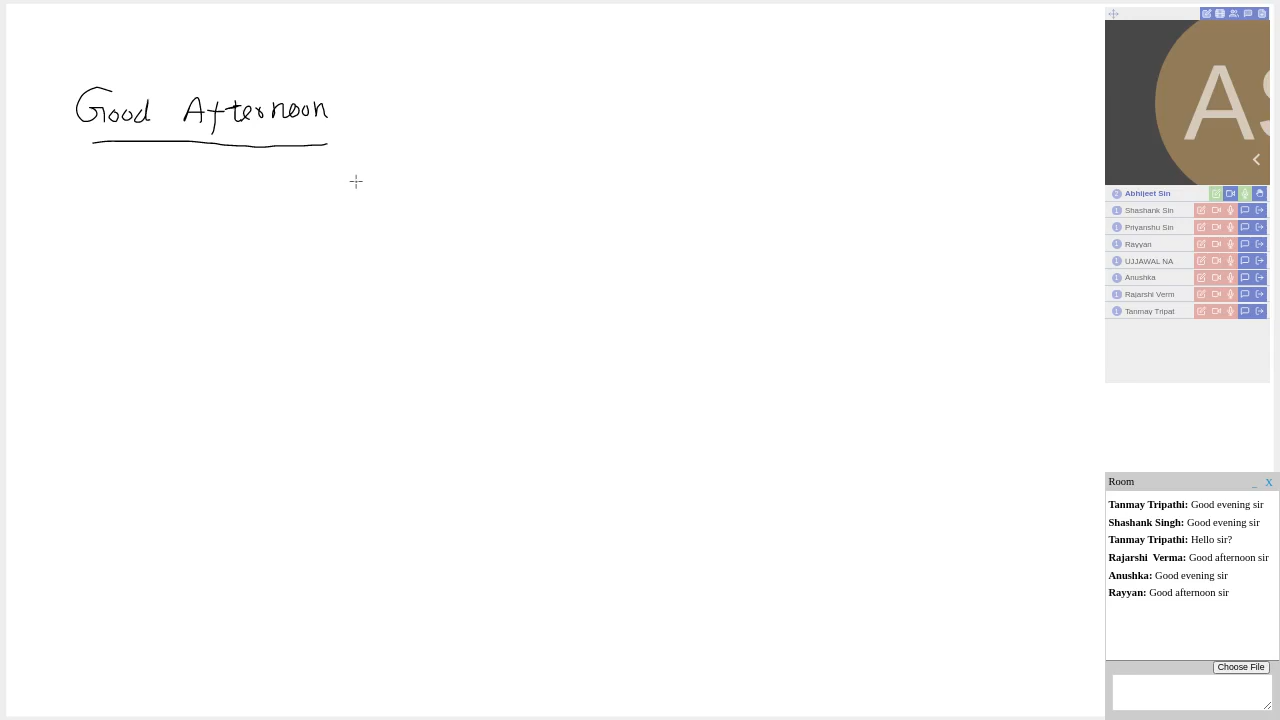 Good Afternoon
AS
Abhijeet Sin
Shashank Sin
Priyanshu Sin
Rayyan
UJJAWAL NA
Anushka
Rajarshi Verm
Tanmay Tripat
Room _ X
Tanmay Tripathi: Good evening sir
Shashank Singh: Good evening sir
Tanmay Tripathi: Hello sir?
Rajarshi Verma: Good afternoon sir
Anushka: Good evening sir
Rayyan: Good afternoon sir
Choose File